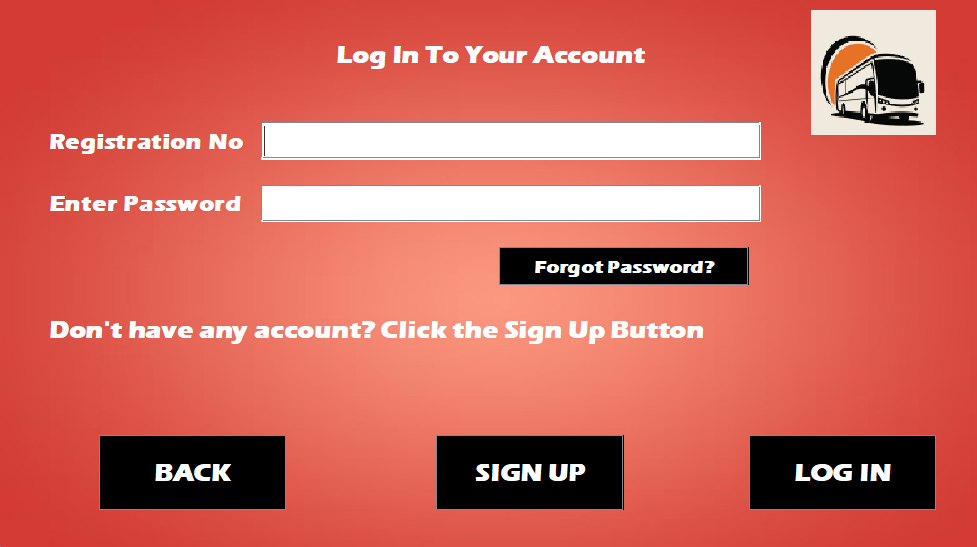 Log In To Your Account
Registration No
Enter Password
Forgot Password?
Don't have any account? Click the Sign Up Button
BACK
SIGN UP
LOG IN